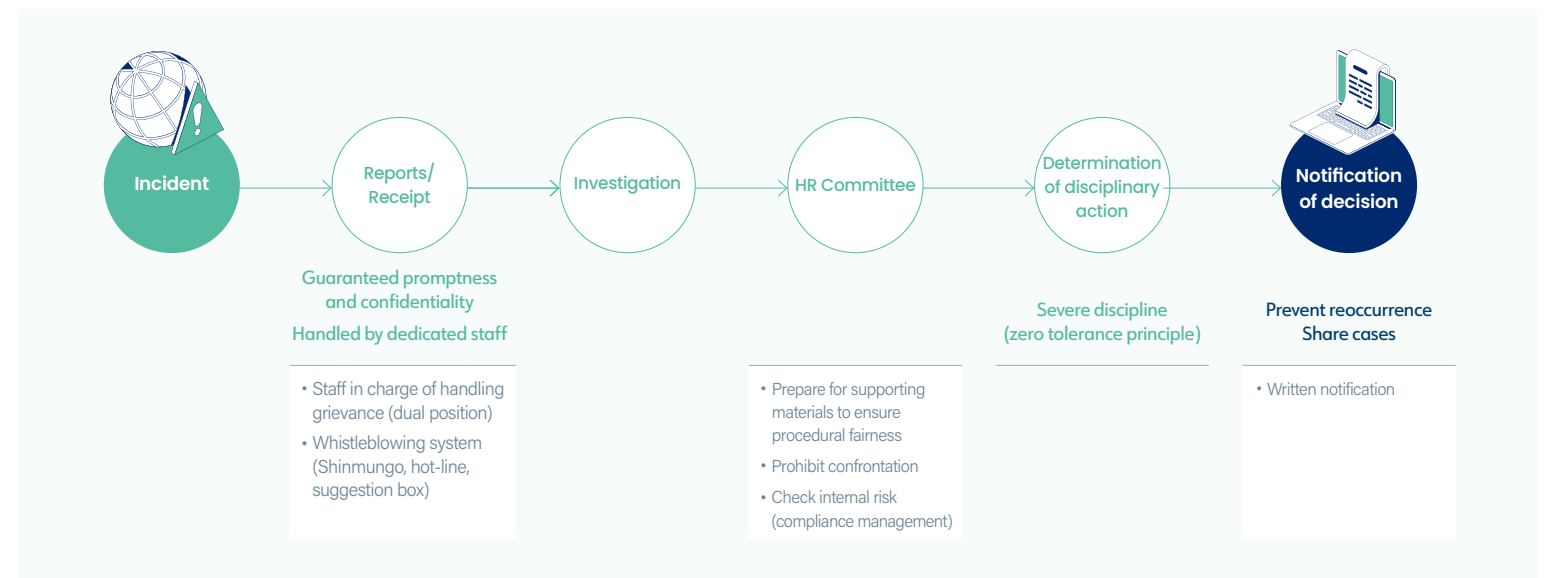 Incident
Reports/
Receipt
Investigation
HR Committee
Determination
of disciplinary
action
Notification
of decision
Guaranteed promptness
and confidentiality
Handled by dedicated staff
Severe discipline
(zero tolerance principle)
Prevent reoccurrence
Share cases
• Staff in charge of handling
grievance (dual position)
• Whistleblowing system
(Shinmungo, hot-line,
suggestion box)
• Prepare for supporting
materials to ensure
procedural fairness
• Prohibit confrontation
• Check internal risk
(compliance management)
• Written notification